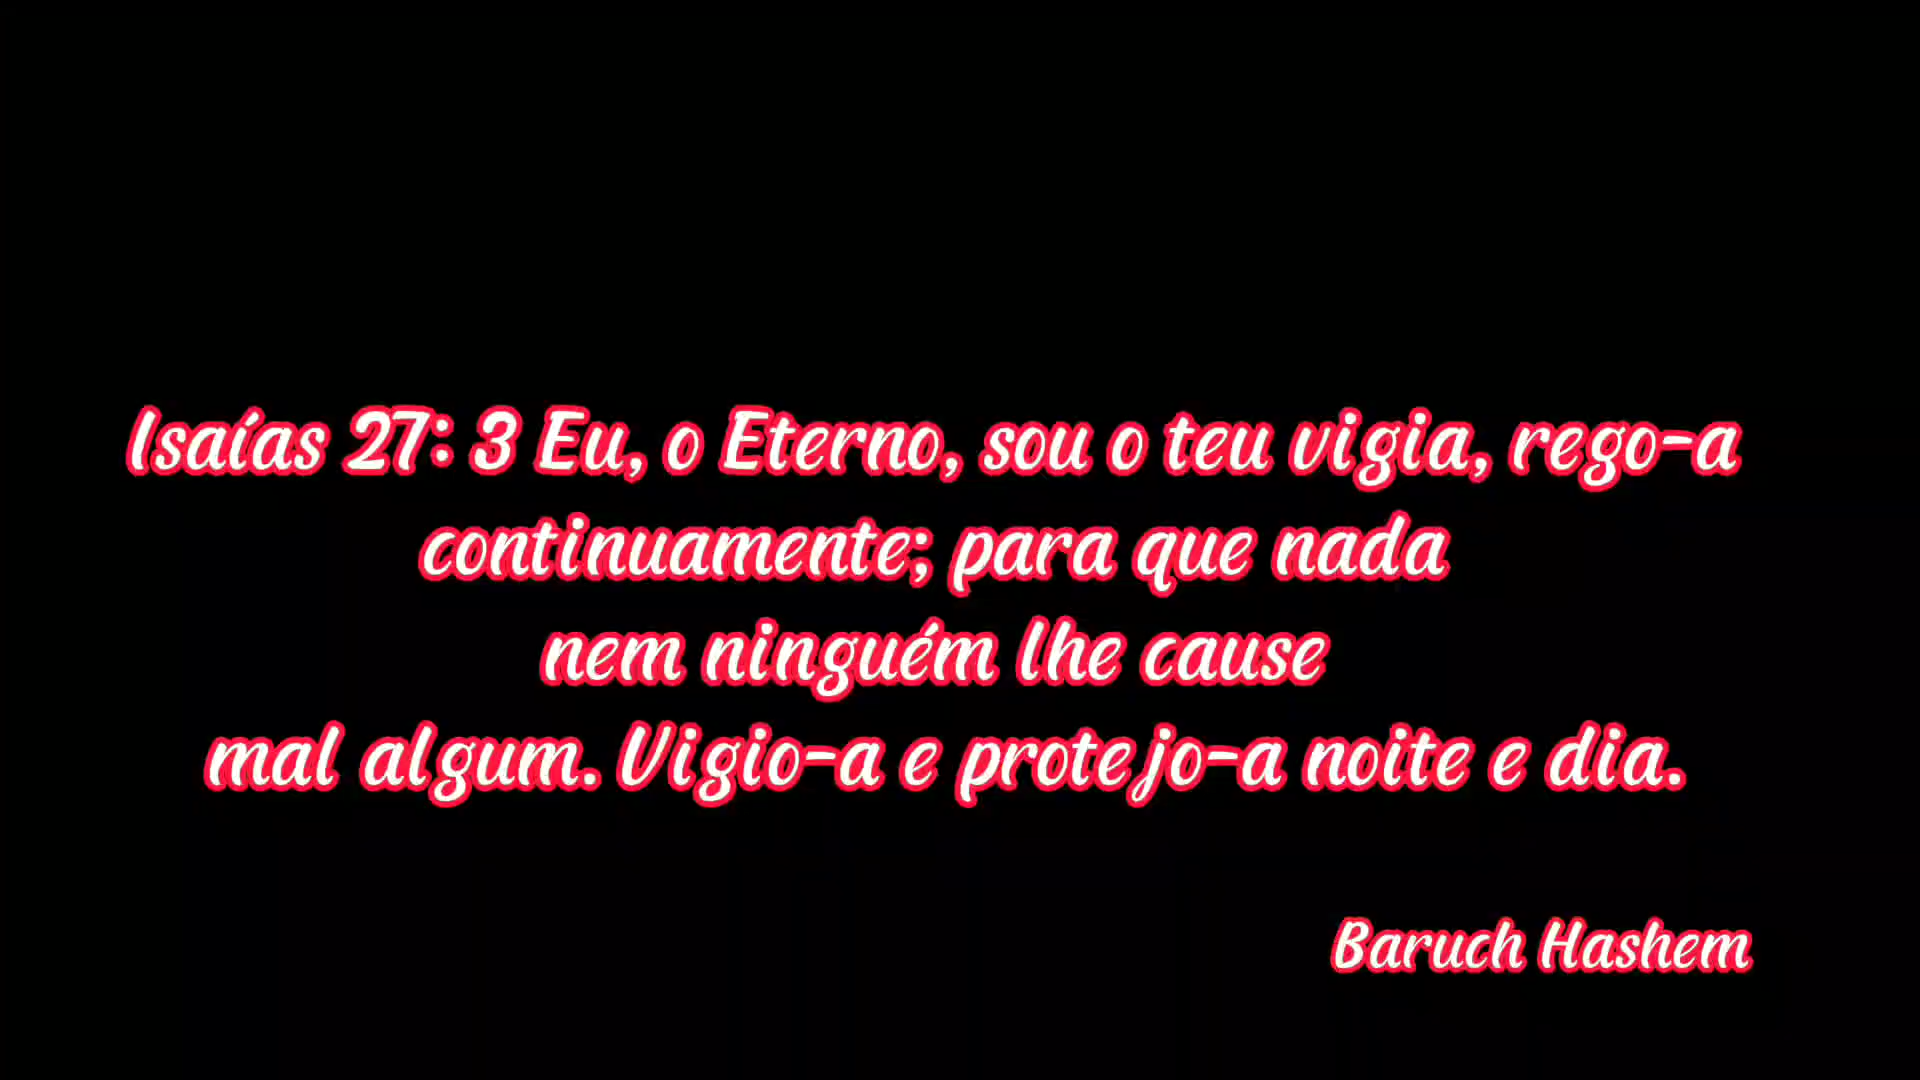 Isaías 27: 3 Eu, o Eterno, sou o teu vigia, rego-a
continuamente; para que nada
nem ninguém lhe cause
mal algum. Vigio-a e protejo-a noite e dia.
Baruch Hashem